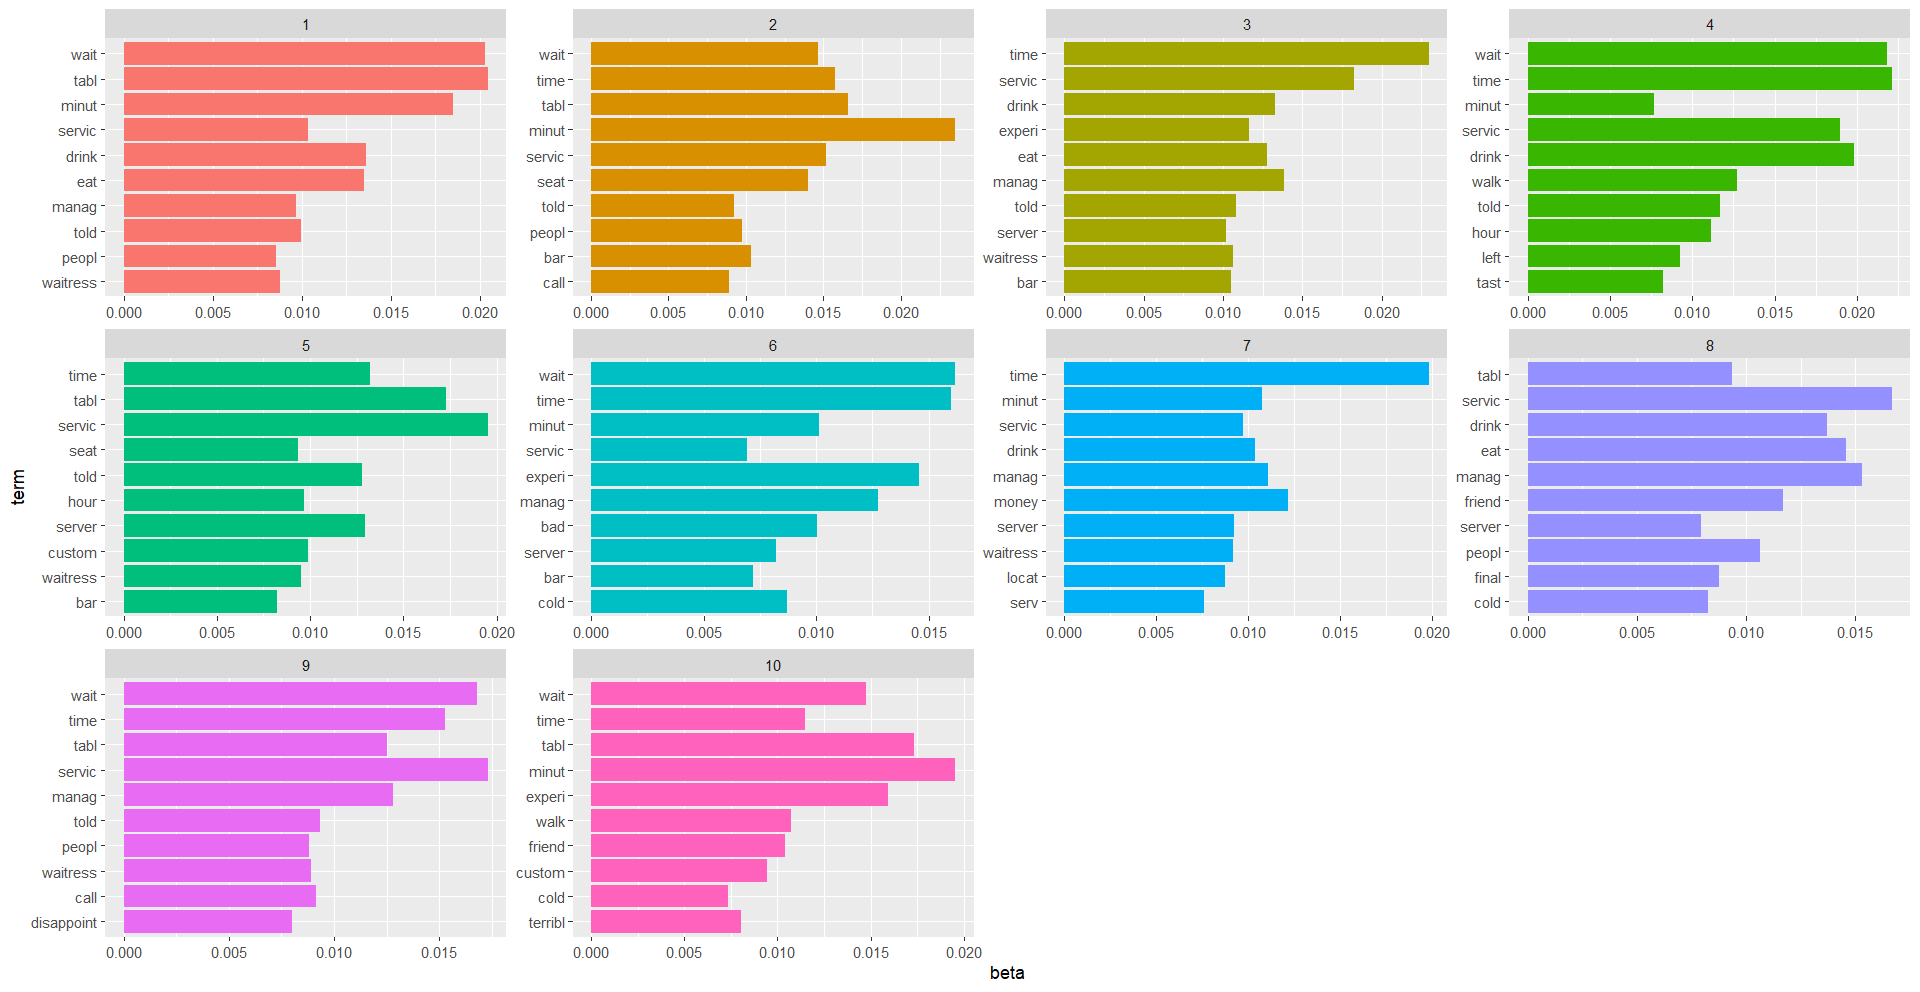 term
1
wait
tabl
minut
servic
drink
eat
manag
told
peopl
waitress
0.000 0.005 0.010 0.015 0.020
2
wait
time
tabl
minut
servic
seat
told
peopl
bar
call
0.000 0.005 0.010 0.015 0.020
3
time
servic
drink
experi
eat
manag
told
server
waitress
bar
0.000 0.005 0.010 0.015 0.020
4
wait
time
minut
servic
drink
walk
told
hour
left
tast
0.000 0.005 0.010 0.015 0.020
5
time
tabl
servic
seat
told
hour
server
custom
waitress
bar
0.000 0.005 0.010 0.015 0.020
6
wait
time
minut
servic
experi
manag
bad
server
bar
cold
0.000 0.005 0.010 0.015
7
time
minut
servic
drink
manag
money
server
waitress
locat
serv
0.000 0.005 0.010 0.015 0.020
8
tabl
servic
drink
eat
manag
friend
server
peopl
final
cold
0.000 0.005 0.010 0.015
9
wait
time
tabl
servic
manag
told
peopl
waitress
call
disappoint
0.000 0.005 0.010 0.015
10
wait
time
tabl
minut
experi
walk
friend
custom
cold
terribl
0.000 0.005 0.010 0.015 0.020
beta